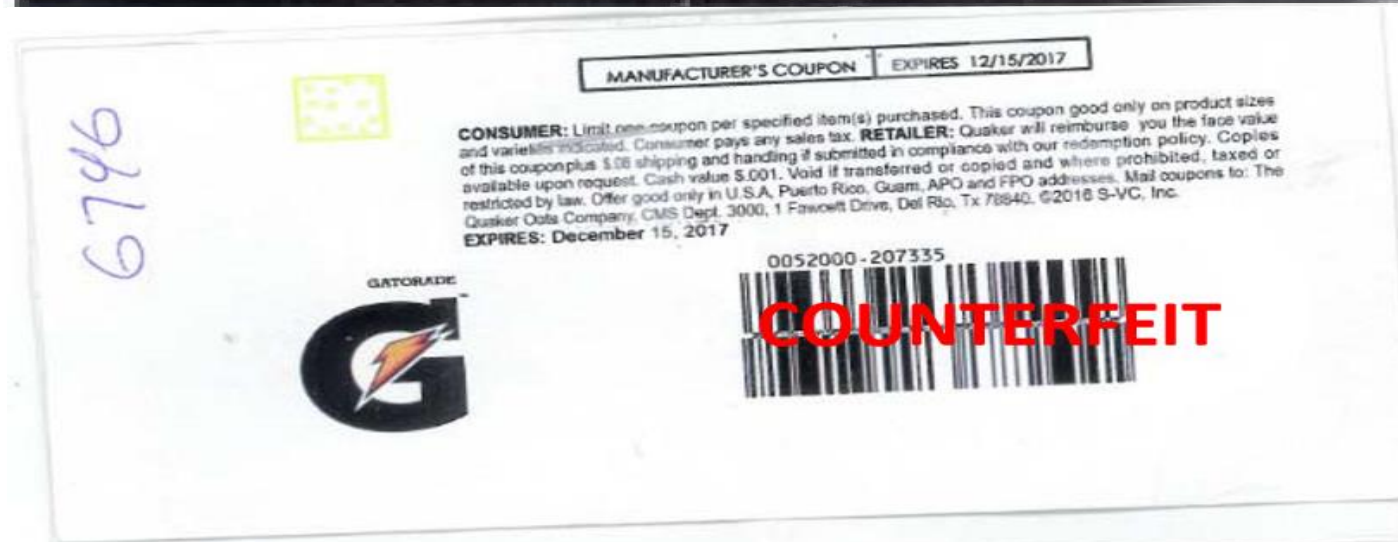 MANUFACTURER'S COUPON EXPIRES 12/15/2017
CONSUMER: Limit one coupon per specified item(s) purchased. This coupon good only on product sizes
and varieties indicated. Consumer pays any sales tax. RETAILER: Quaker will reimburse you the face value
of this coupon plus $.08 shipping and handling if submitted in compliance with our redemption policy. Copies
available upon request. Cash value $.001. Void if transferred or copied and where prohibited, taxed or
restricted by law. Offer good only in U.S.A, Puerto Rico, Guam, APO and FPO addresses. Mail coupons to: The
Quaker Oats Company, CMS Dept. 3000, 1 Fawcett Drive, Del Rio, Tx 78840. ©2016 S-VC, Inc.
EXPIRES: December 15, 2017
67446
0052000-207335
GATORADE
G
COUNTERFEIT